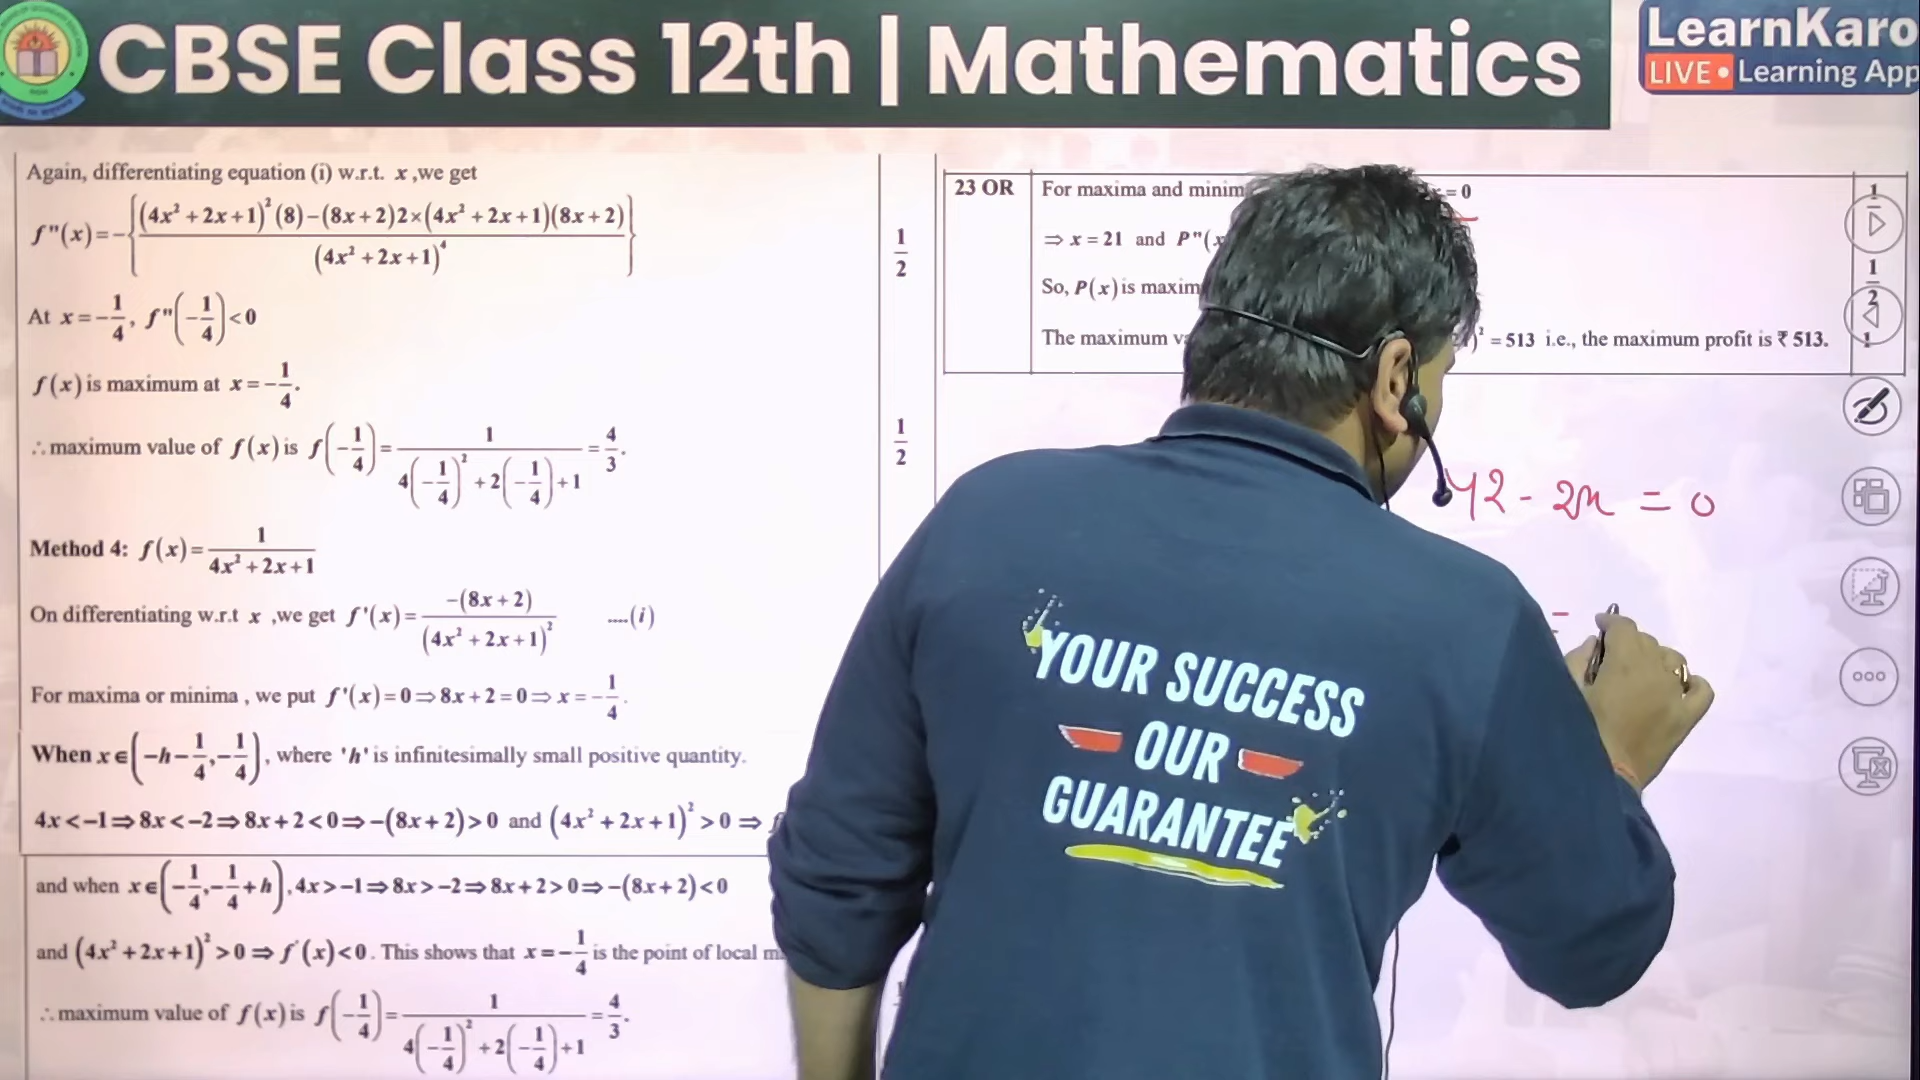 CBSE Class 12th | Mathematics
LearnKaro
LIVE • Learning App
Again, differentiating equation (i) w.r.t. x ,we get
f"(x)=-{((4x²+2x+1)²(8)-(8x+2)2×(4x²+2x+1)(8x+2))/(4x²+2x+1)⁴}
1/2
At x=-1/4, f"(-1/4)<0
f(x) is maximum at x=-1/4.
∴maximum value of f(x) is f(-1/4)=1/(4(-1/4)²+2(-1/4)+1)=4/3.
1/2
Method 4: f(x)=1/(4x²+2x+1)
On differentiating w.r.t x ,we get f'(x)=-(8x+2)/(4x²+2x+1)² ....(i)
For maxima or minima , we put f'(x)=0⇒8x+2=0⇒x=-1/4.
When x∈(-h-1/4,-1/4), where 'h' is infinitesimally small positive quantity.
4x<-1⇒8x<-2⇒8x+2<0⇒-(8x+2)>0 and (4x²+2x+1)²>0⇒
and when x∈(-1/4,-1/4+h),4x>-1⇒8x>-2⇒8x+2>0⇒-(8x+2)<0
and (4x²+2x+1)²>0⇒f'(x)<0. This shows that x=-1/4 is the point of local
∴maximum value of f(x) is f(-1/4)=1/(4(-1/4)²+2(-1/4)+1)=4/3.
23 OR
For maxima and =0
⇒x=21 and P"(
1/2
So, P(x) is
The maximum )²=513 i.e., the maximum profit is ₹ 513.
1
42-2x=0
=
YOUR SUCCESS
OUR
GUARANTEE